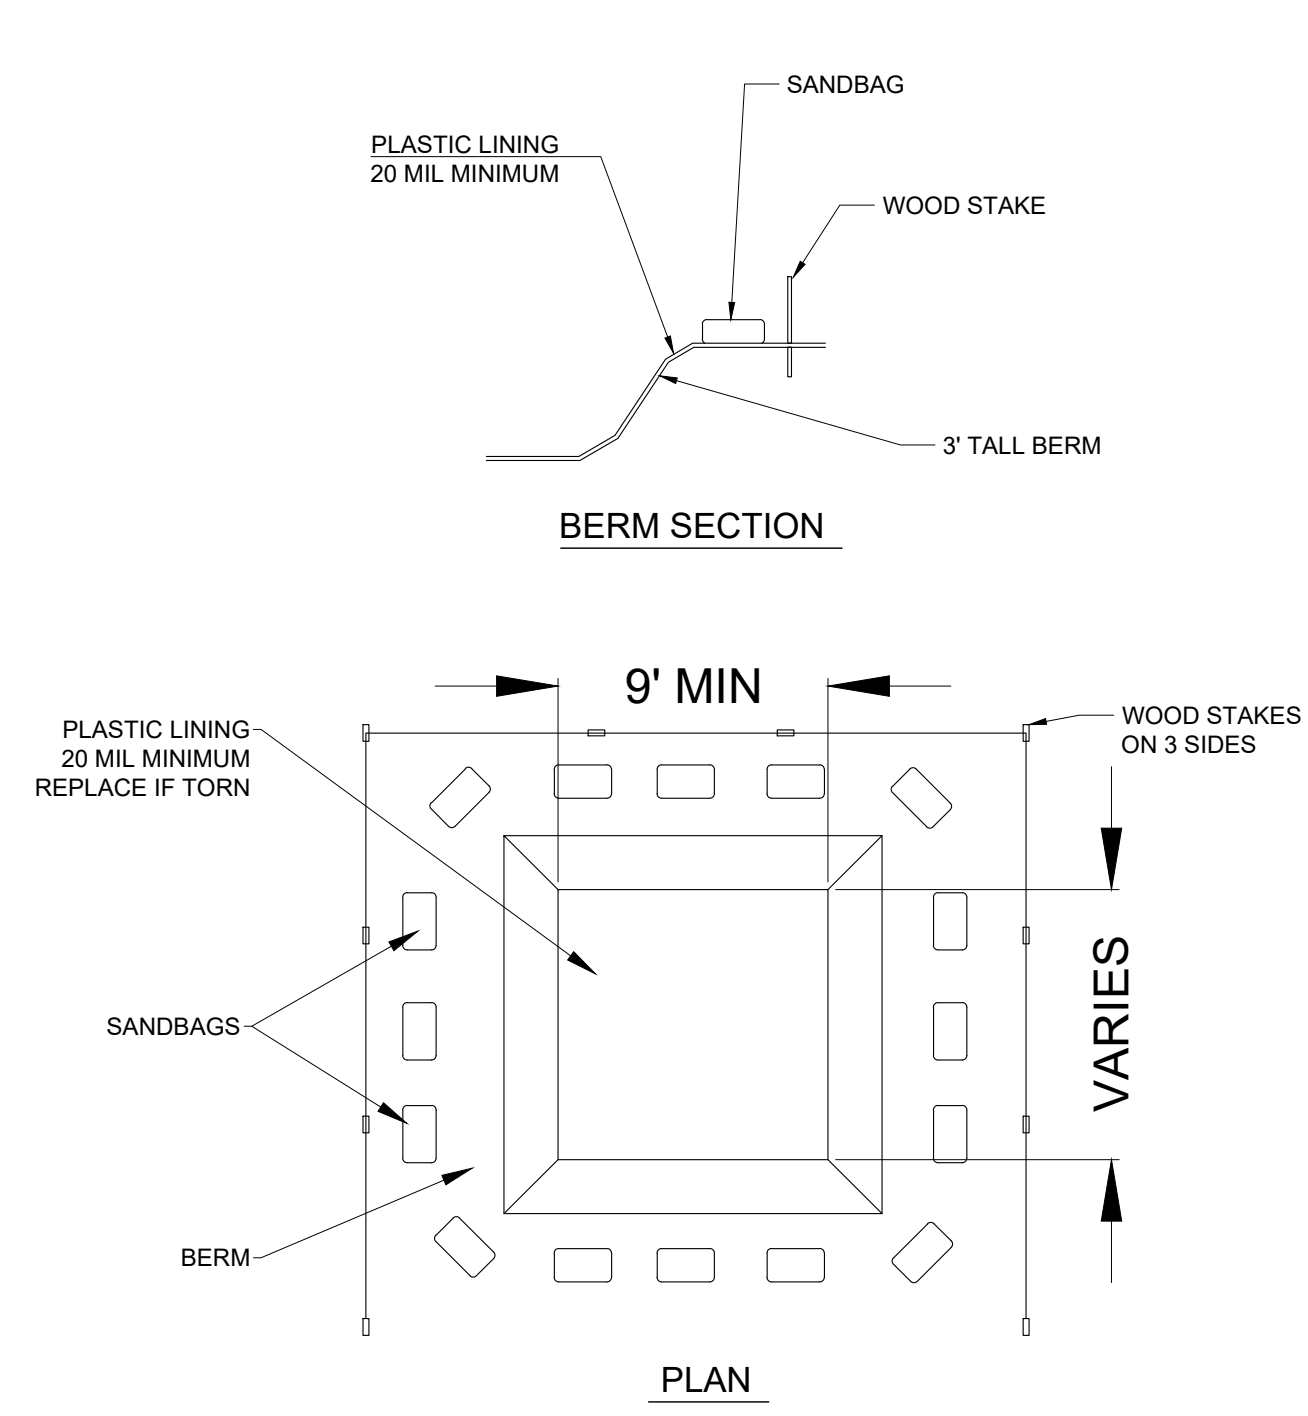 SANDBAG
PLASTIC LINING
20 MIL MINIMUM
WOOD STAKE
3' TALL BERM
BERM SECTION
9' MIN
PLASTIC LINING
20 MIL MINIMUM
REPLACE IF TORN
WOOD STAKES
ON 3 SIDES
VARIES
SANDBAGS
BERM
PLAN